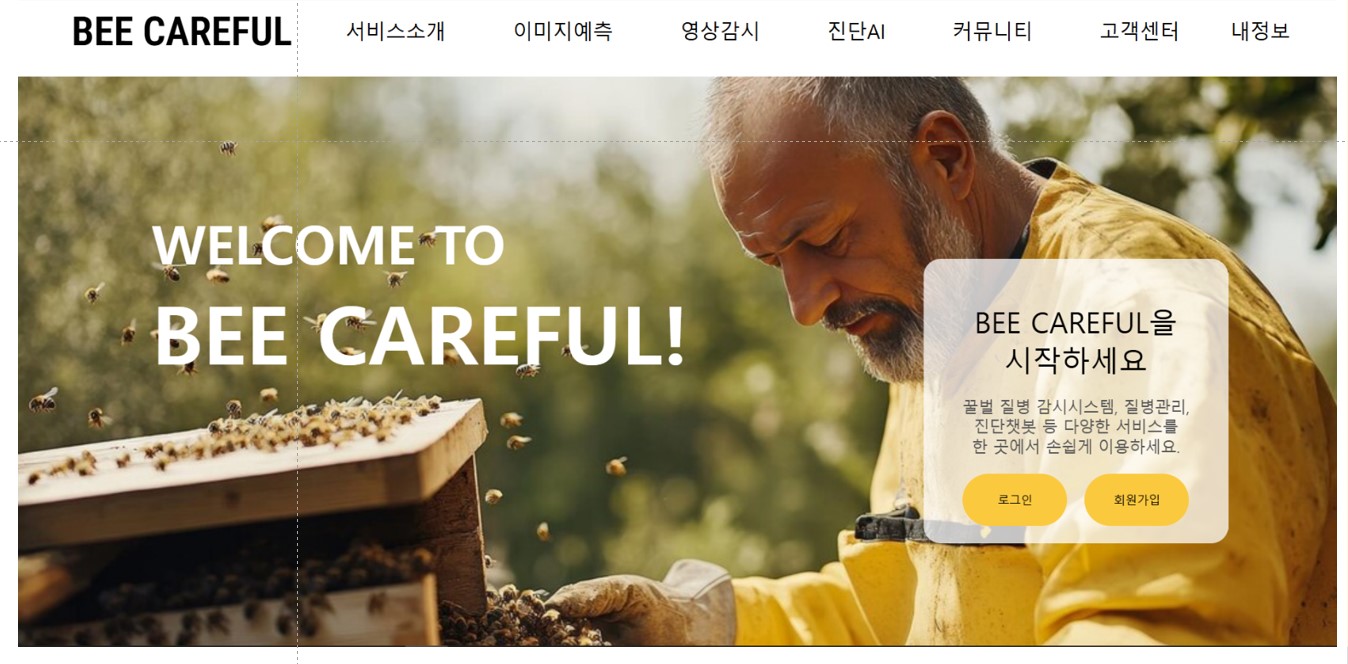 BEE CAREFUL
서비스소개
이미지예측
영상감시
진단AI
커뮤니티
고객센터
내정보
WELCOME TO
BEE CAREFUL!
BEE CAREFUL을
시작하세요
꿀벌 질병 감시시스템, 질병관리,
진단챗봇 등 다양한 서비스를
한 곳에서 손쉽게 이용하세요.
로그인
회원가입